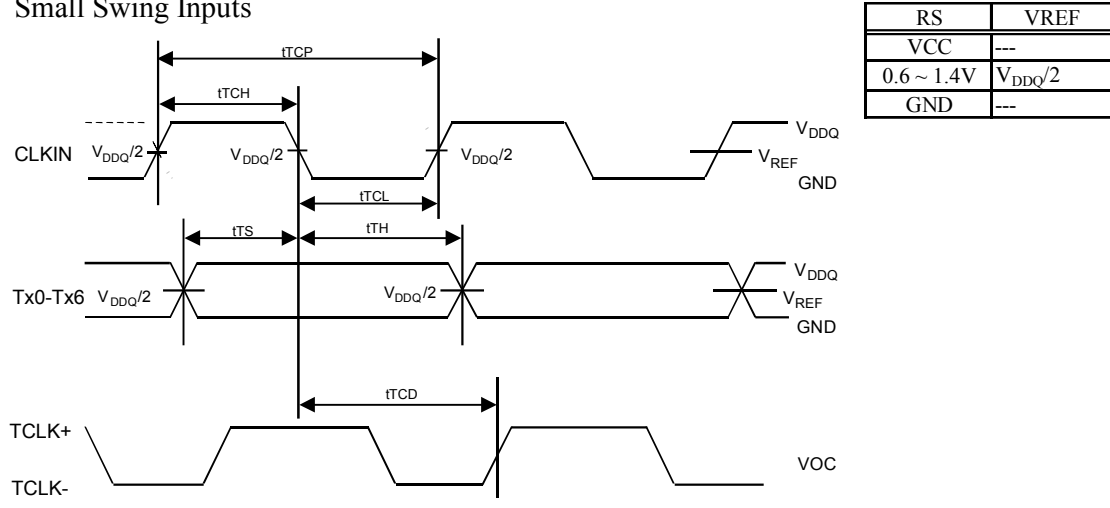 Small Swing Inputs
RS VREF
VCC ---
0.6 ~ 1.4V VDDQ/2
GND ---
tTCP
tTCH
CLKIN VDDQ/2 VDDQ/2 VDDQ/2 VDDQ
VREF
GND
tTCL
tTS tTH
VDDQ
Tx0-Tx6 VDDQ/2 VDDQ/2 VREF
GND
tTCD
TCLK+
VOC
TCLK-